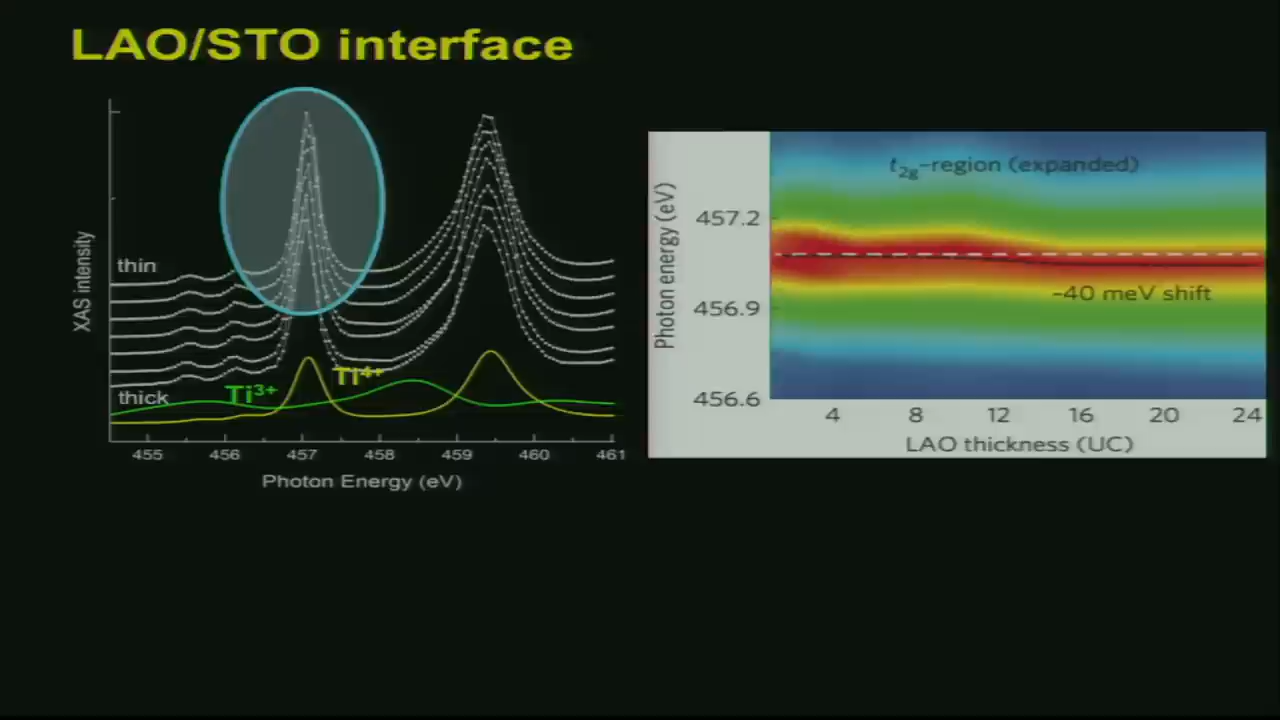 LAO/STO interface
XAS intensity
thin
thick
Ti3+
Ti4+
455 456 457 458 459 460 461
Photon Energy (eV)
Photon energy (eV)
t2g-region (expanded)
457.2
456.9
456.6
~40 meV shift
4 8 12 16 20 24
LAO thickness (UC)